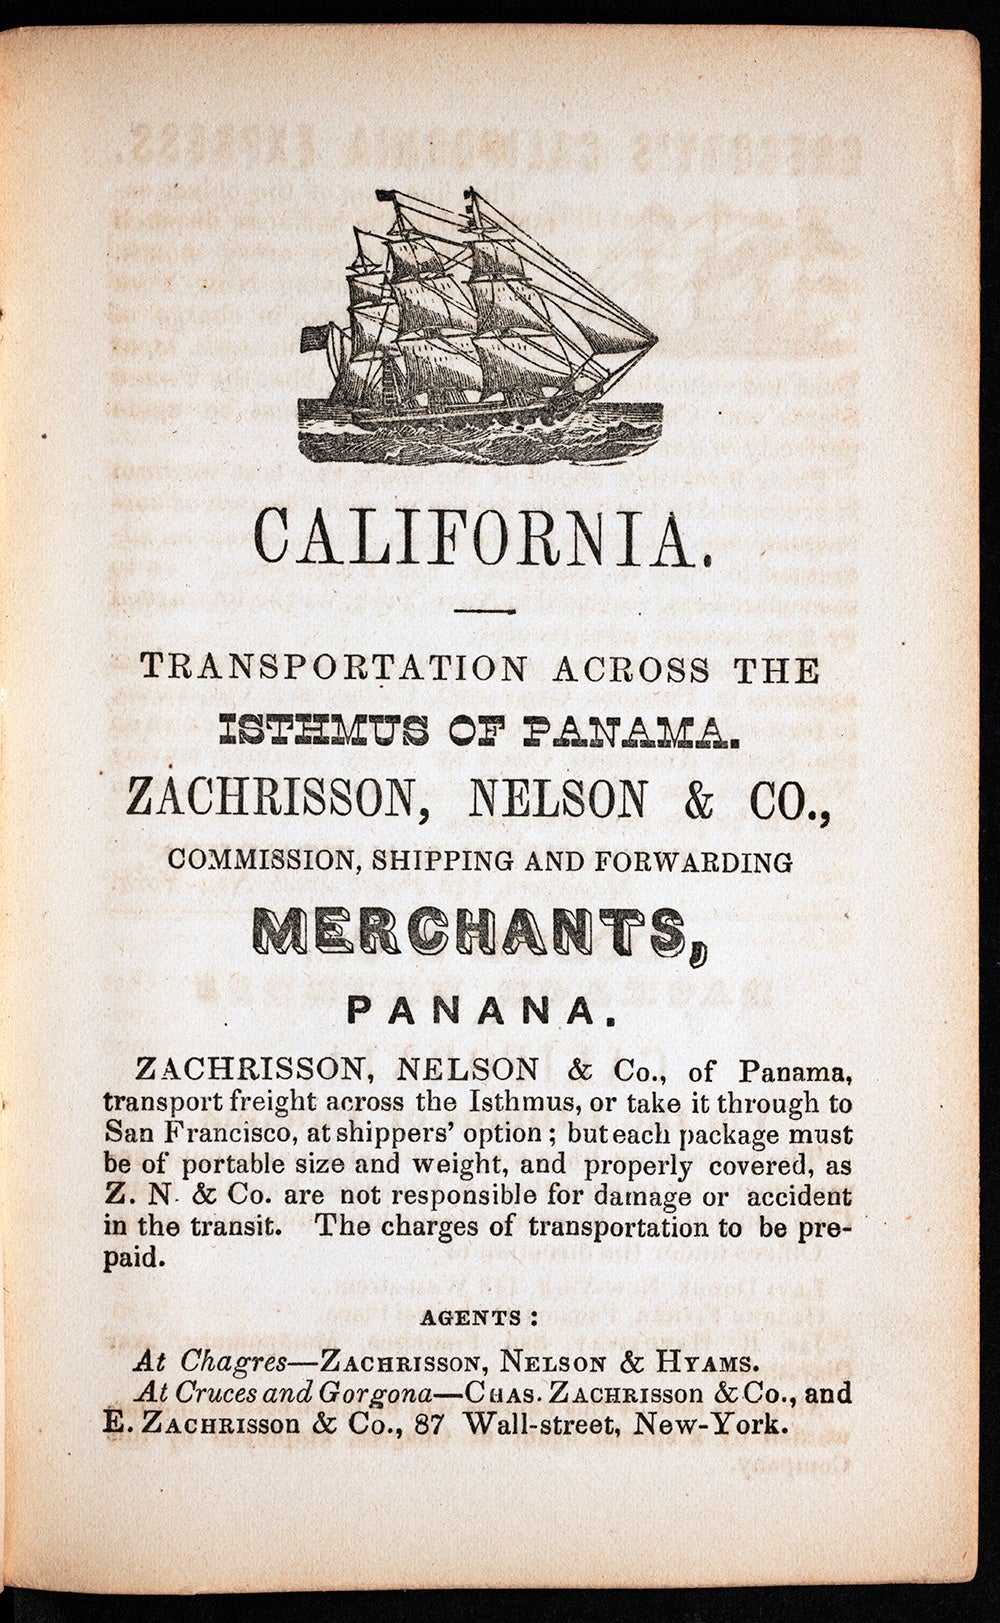 CALIFORNIA.
TRANSPORTATION ACROSS THE
ISTHMUS OF PANAMA.
ZACHRISSON, NELSON & CO.,
COMMISSION, SHIPPING AND FORWARDING
MERCHANTS,
PANANA.
ZACHRISSON, NELSON & Co., of Panama,
transport freight across the Isthmus, or take it through to
San Francisco, at shippers' option; but each package must
be of portable size and weight, and properly covered, as
Z. N. & Co. are not responsible for damage or accident
in the transit. The charges of transportation to be pre-
paid.
AGENTS:
At Chagres—ZACHRISSON, NELSON & HYAMS.
At Cruces and Gorgona—CHAS. ZACHRISSON & Co., and
E. ZACHRISSON & Co., 87 Wall-street, New-York.